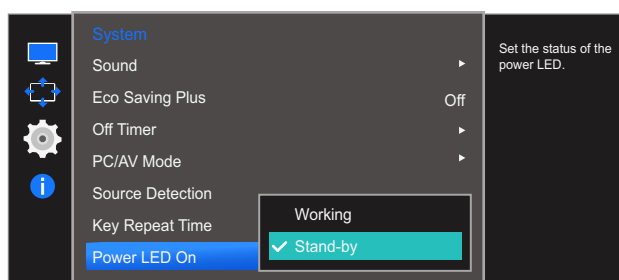 System
Sound
Eco Saving Plus Off
Off Timer
PC/AV Mode
Source Detection
Key Repeat Time
Power LED On
Working
Stand-by
Set the status of the
power LED.